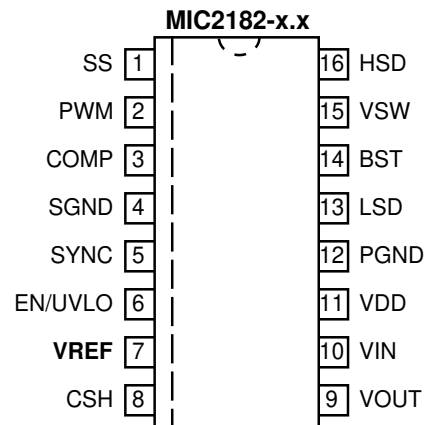 MIC2182-x.x
SS 1 16 HSD
PWM 2 15 VSW
COMP 3 14 BST
SGND 4 13 LSD
SYNC 5 12 PGND
EN/UVLO 6 11 VDD
VREF 7 10 VIN
CSH 8 9 VOUT